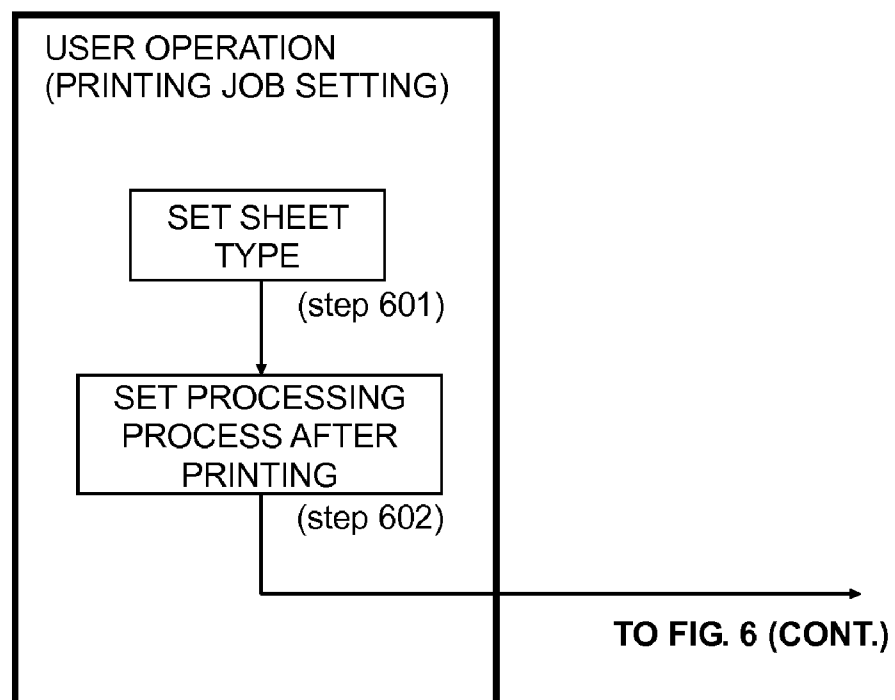 USER OPERATION
(PRINTING JOB SETTING)
SET SHEET
TYPE
(step 601)
SET PROCESSING
PROCESS AFTER
PRINTING
(step 602)
TO FIG. 6 (CONT.)